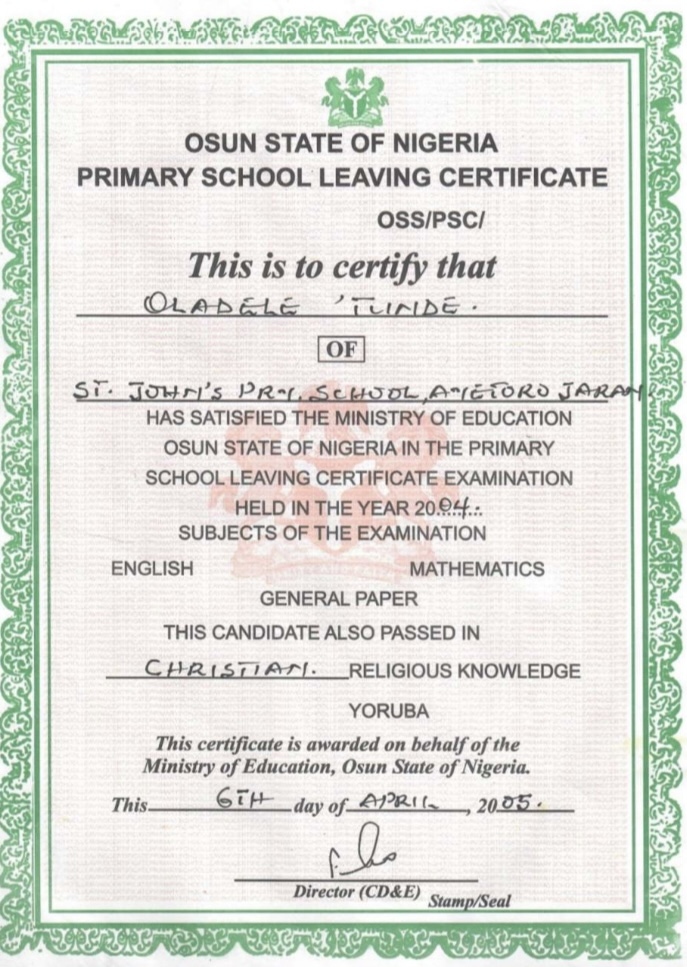 OSUN STATE OF NIGERIA
PRIMARY SCHOOL LEAVING CERTIFICATE
OSS/PSC/
This is to certify that
OLADELE 'TUNDE.
OF
ST. JOHN'S PRY. SCHOOL, AYETORO JARAN.
HAS SATISFIED THE MINISTRY OF EDUCATION
OSUN STATE OF NIGERIA IN THE PRIMARY
SCHOOL LEAVING CERTIFICATE EXAMINATION
HELD IN THE YEAR 2004.
SUBJECTS OF THE EXAMINATION
ENGLISH MATHEMATICS
GENERAL PAPER
THIS CANDIDATE ALSO PASSED IN
CHRISTIAN. RELIGIOUS KNOWLEDGE
YORUBA
This certificate is awarded on behalf of the
Ministry of Education, Osun State of Nigeria.
This 6TH day of APRIL, 2005.
Director (CD&E) Stamp/Seal